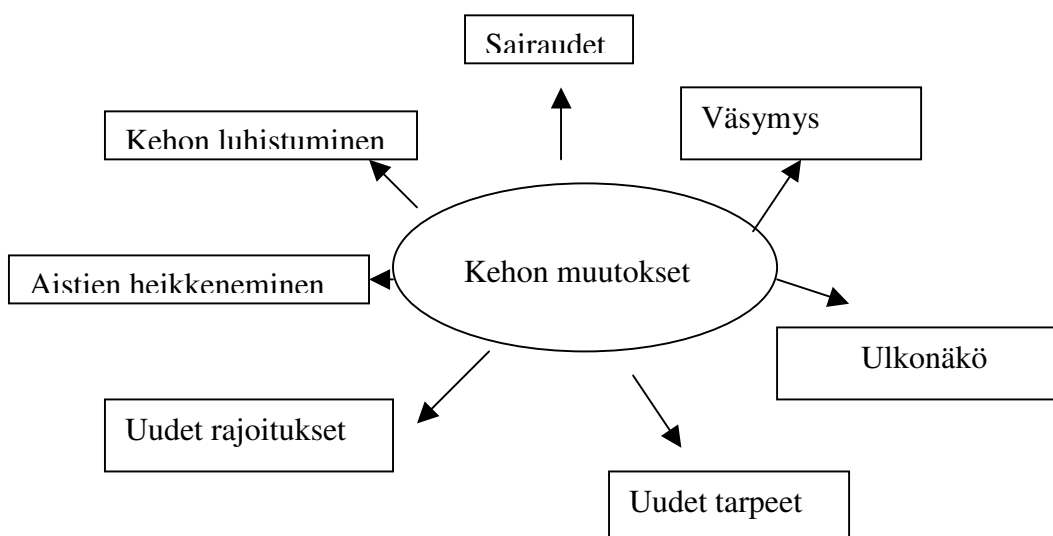 Sairaudet
Väsymys
Kehon luhistuminen
Kehon muutokset
Aistien heikkeneminen
Ulkonäkö
Uudet rajoitukset
Uudet tarpeet